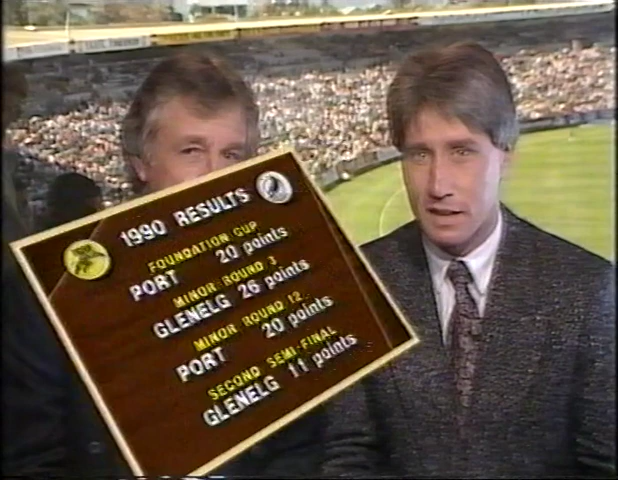 1990 RESULTS
FOUNDATION CUP
PORT 20 points
MINOR ROUND 3
GLENELG 26 points
MINOR ROUND 12
PORT 20 points
SECOND SEMI-FINAL
GLENELG 11 points